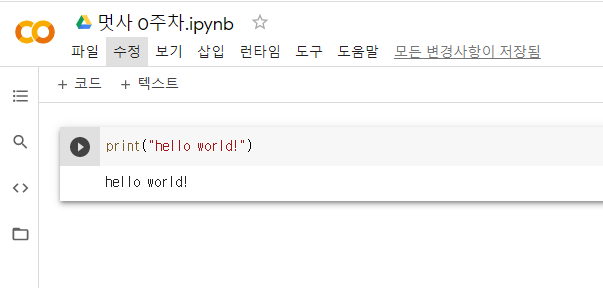 멋사 0주차.ipynb
파일 수정 보기 삽입 런타임 도구 도움말 모든 변경사항이 저장됨
+ 코드 + 텍스트
print("hello world!")
hello world!